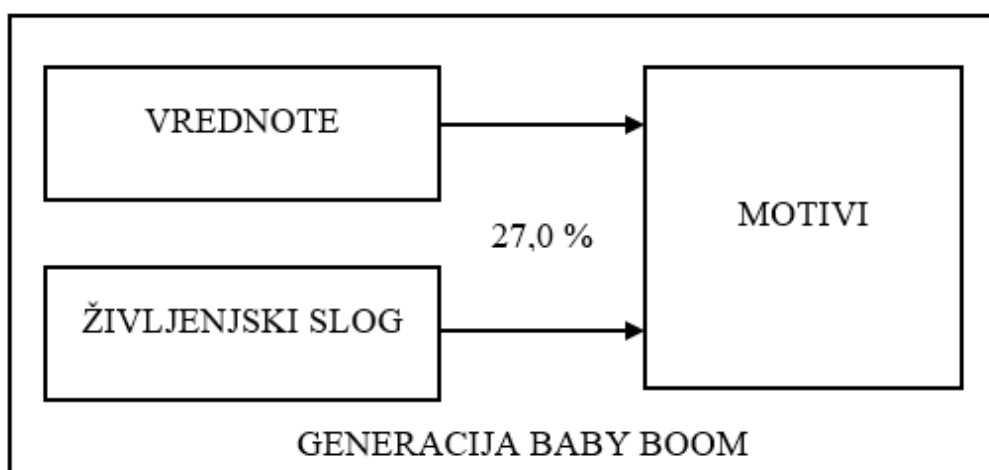 VREDNOTE
MOTIVI
27,0 %
ŽIVLJENJSKI SLOG
GENERACIJA BABY BOOM